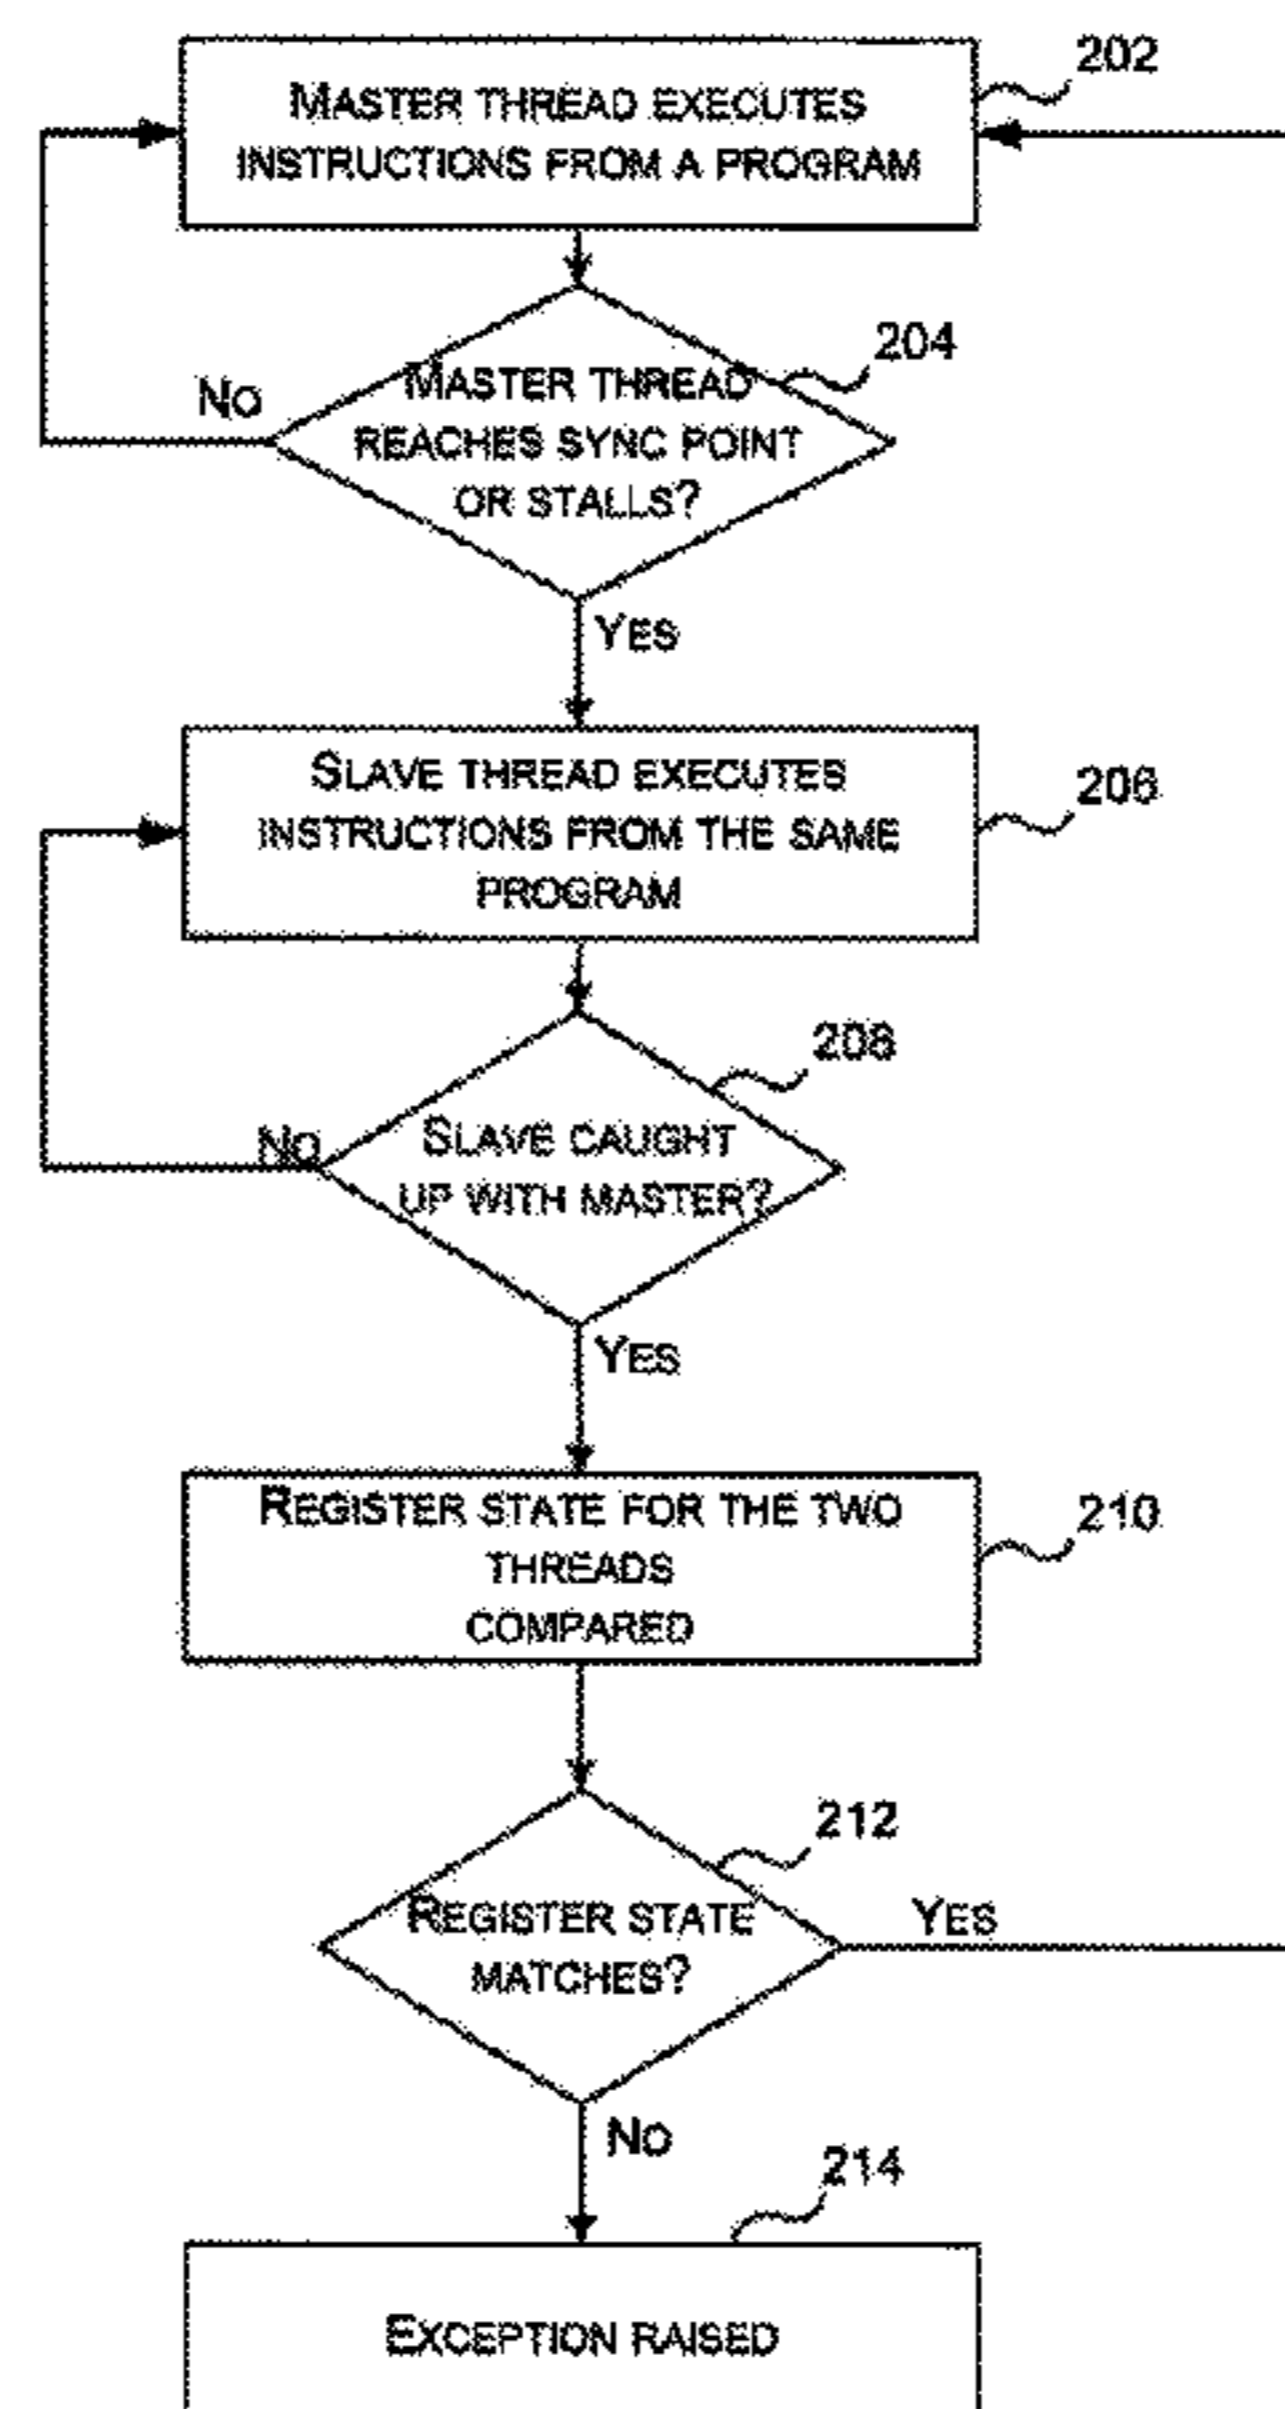 202
MASTER THREAD EXECUTES
INSTRUCTIONS FROM A PROGRAM
204
NO
MASTER THREAD
REACHES SYNC POINT
OR STALLS?
YES
SLAVE THREAD EXECUTES
INSTRUCTIONS FROM THE SAME
PROGRAM
206
208
NO
SLAVE CAUGHT
UP WITH MASTER?
YES
REGISTER STATE FOR THE TWO
THREADS
COMPARED
210
212
REGISTER STATE
MATCHES?
YES
NO
214
EXCEPTION RAISED